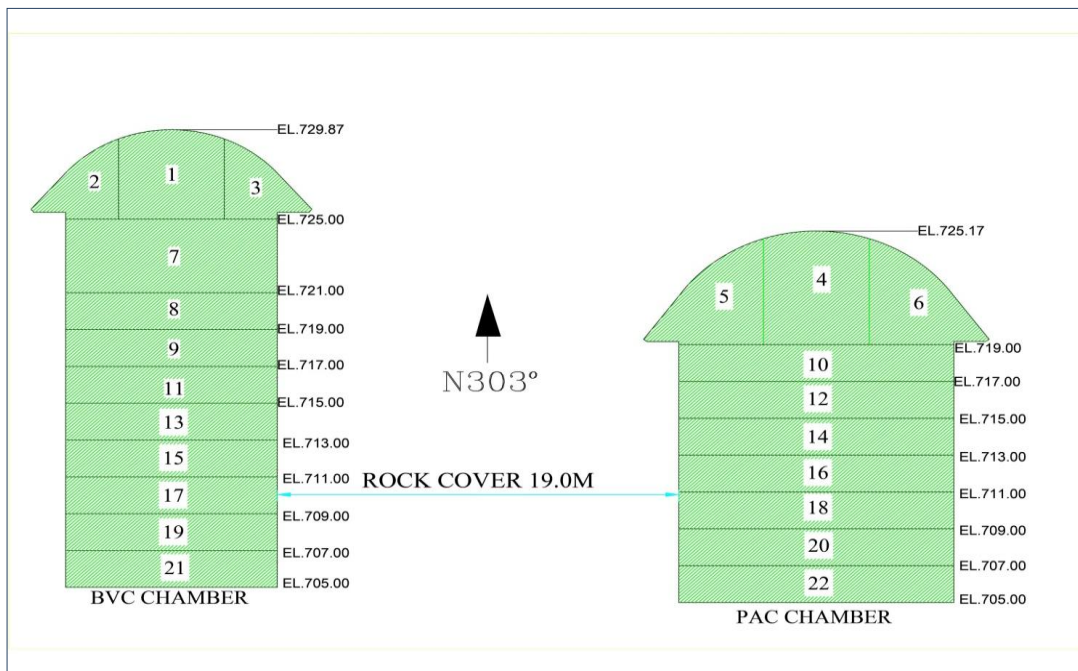 EL.729.87
1
2
3
EL.725.00
EL.725.17
7
4
5
6
EL.721.00
8
EL.719.00
9
EL.719.00
10
EL.717.00
N303°
EL.717.00
11
12
EL.715.00
EL.715.00
13
14
EL.713.00
EL.713.00
15
16
EL.711.00
ROCK COVER 19.0M
EL.711.00
17
18
EL.709.00
EL.709.00
19
20
EL.707.00
EL.707.00
21
22
EL.705.00
EL.705.00
BVC CHAMBER
PAC CHAMBER